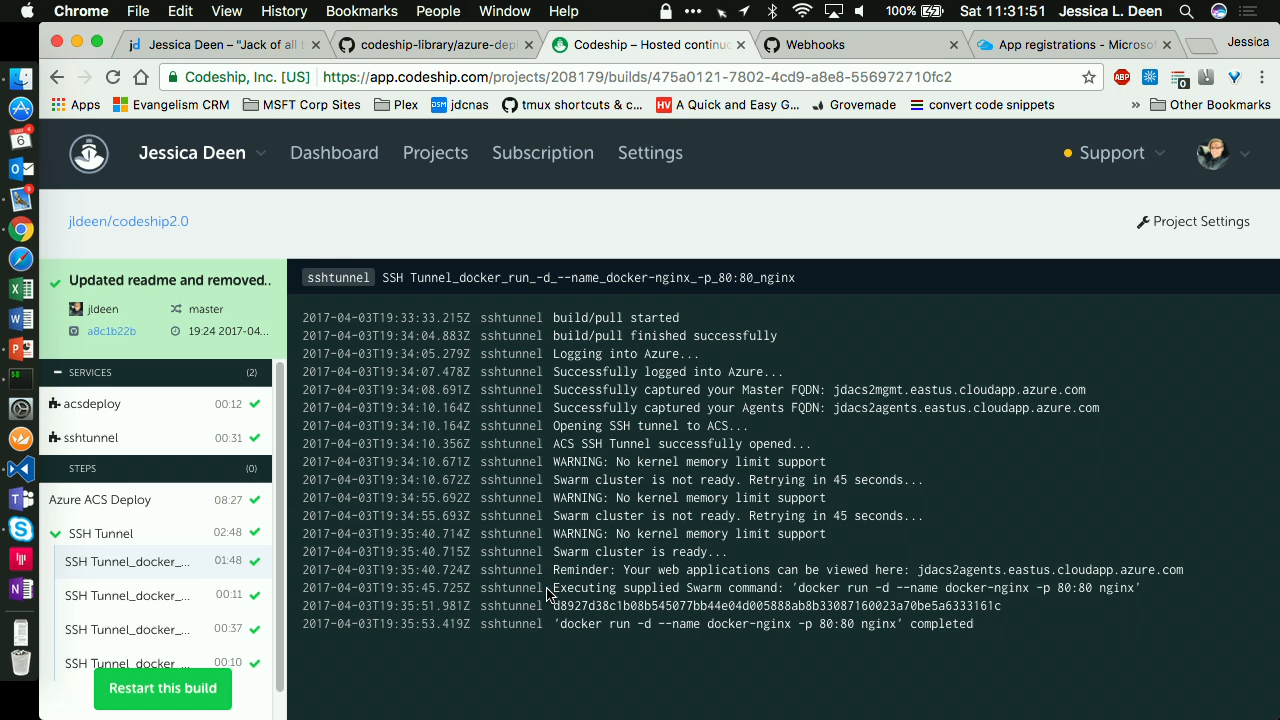 Chrome File Edit View History Bookmarks People Window Help 100% Sat 11:31:51 Jessica L. Deen
jd Jessica Deen – "Jack of all t
codeship-library/azure-depl
Codeship – Hosted continuo
Webhooks
App registrations - Microsof
Jessica
Codeship, Inc. [US] https://app.codeship.com/projects/208179/builds/475a0121-7802-4cd9-a8e8-556972710fc2
ABP
0
Apps Evangelism CRM MSFT Corp Sites Plex jdcnas tmux shortcuts & c... HV A Quick and Easy G... Grovemade convert code snippets » Other Bookmarks
6
Jessica Deen Dashboard Projects Subscription Settings Support
jldeen/codeship2.0 Project Settings
Updated readme and removed..
jldeen master
a8c1b22b 19:24 2017-04...
SERVICES (2)
acsdeploy 00:12
sshtunnel 00:31
STEPS (0)
Azure ACS Deploy 08:27
SSH Tunnel 02:48
SSH Tunnel_docker_... 01:48
SSH Tunnel_docker_... 00:11
SSH Tunnel_docker_... 00:37
SSH Tunnel_docker_... 00:10
Restart this build
sshtunnel SSH Tunnel_docker_run_-d_--name_docker-nginx_-p_80:80_nginx
2017-04-03T19:33:33.215Z sshtunnel build/pull started
2017-04-03T19:34:04.883Z sshtunnel build/pull finished successfully
2017-04-03T19:34:05.279Z sshtunnel Logging into Azure...
2017-04-03T19:34:07.478Z sshtunnel Successfully logged into Azure...
2017-04-03T19:34:08.691Z sshtunnel Successfully captured your Master FQDN: jdacs2mgmt.eastus.cloudapp.azure.com
2017-04-03T19:34:10.164Z sshtunnel Successfully captured your Agents FQDN: jdacs2agents.eastus.cloudapp.azure.com
2017-04-03T19:34:10.164Z sshtunnel Opening SSH tunnel to ACS...
2017-04-03T19:34:10.356Z sshtunnel ACS SSH Tunnel successfully opened...
2017-04-03T19:34:10.671Z sshtunnel WARNING: No kernel memory limit support
2017-04-03T19:34:10.672Z sshtunnel Swarm cluster is not ready. Retrying in 45 seconds...
2017-04-03T19:34:55.692Z sshtunnel WARNING: No kernel memory limit support
2017-04-03T19:34:55.693Z sshtunnel Swarm cluster is not ready. Retrying in 45 seconds...
2017-04-03T19:35:40.714Z sshtunnel WARNING: No kernel memory limit support
2017-04-03T19:35:40.715Z sshtunnel Swarm cluster is ready...
2017-04-03T19:35:40.724Z sshtunnel Reminder: Your web applications can be viewed here: jdacs2agents.eastus.cloudapp.azure.com
2017-04-03T19:35:45.725Z sshtunnel Executing supplied Swarm command: 'docker run -d --name docker-nginx -p 80:80 nginx'
2017-04-03T19:35:51.981Z sshtunnel d8927d38c1b08b545077bb44e04d005888ab8b33087160023a70be5a6333161c
2017-04-03T19:35:53.419Z sshtunnel 'docker run -d --name docker-nginx -p 80:80 nginx' completed